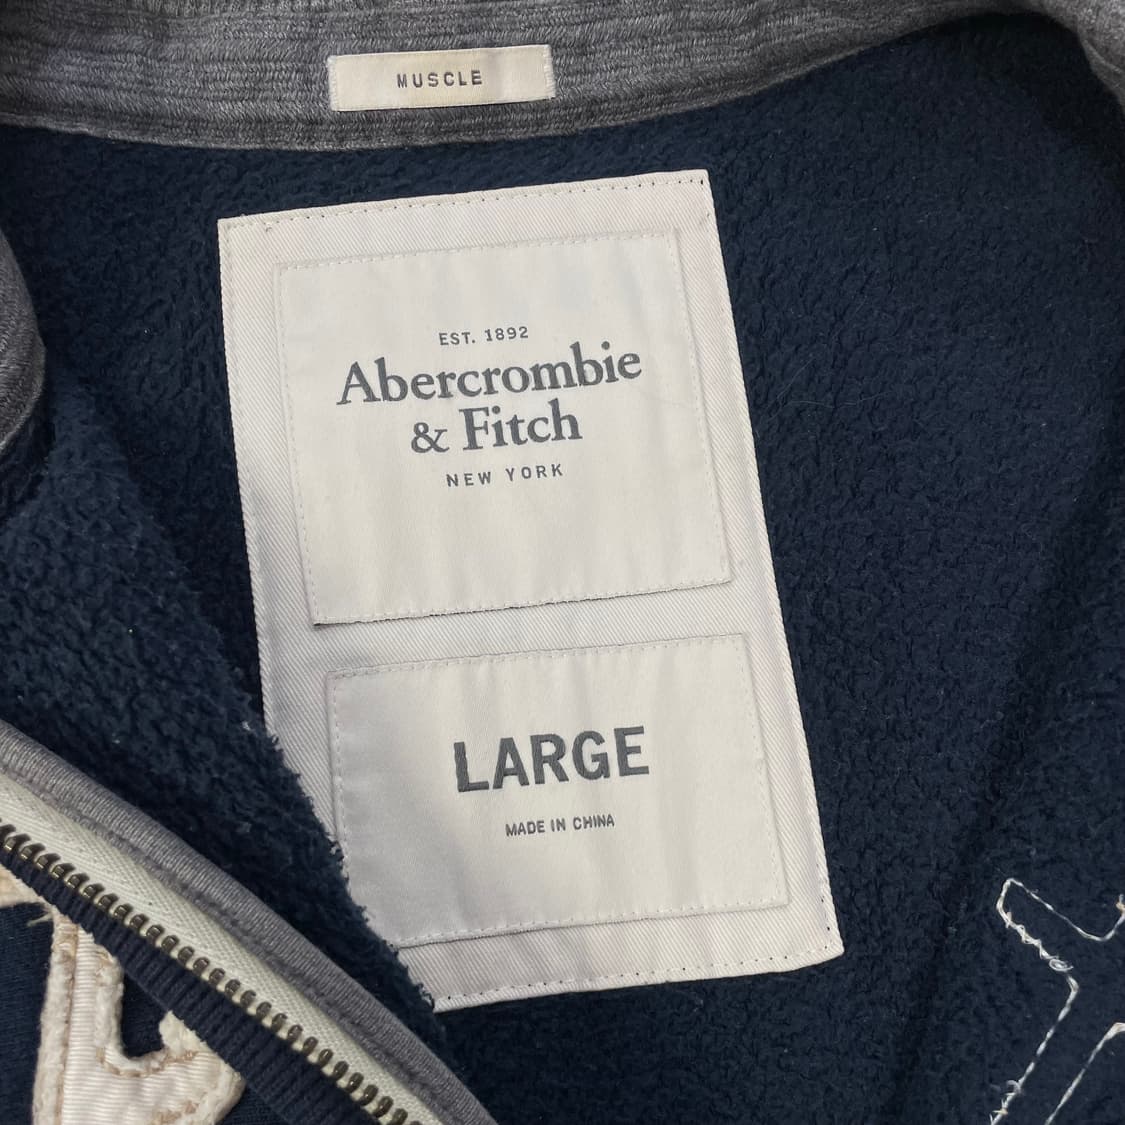 MUSCLE
EST. 1892
Abercrombie
& Fitch
NEW YORK
LARGE
MADE IN CHINA